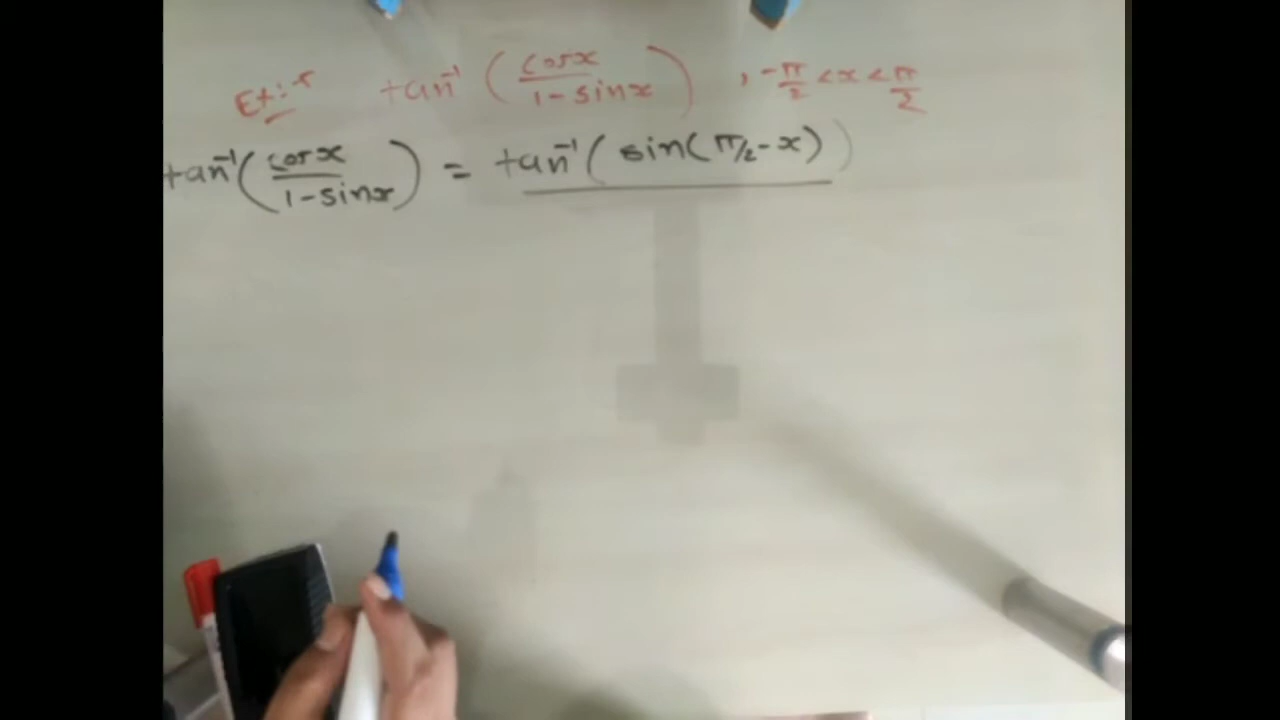 Ex:- tan⁻¹ ( cosx / 1-sinx ) , -π/2 < x < π/2
tan⁻¹ ( cosx / 1-sinx ) = tan⁻¹ ( sin( π/2 - x ) )